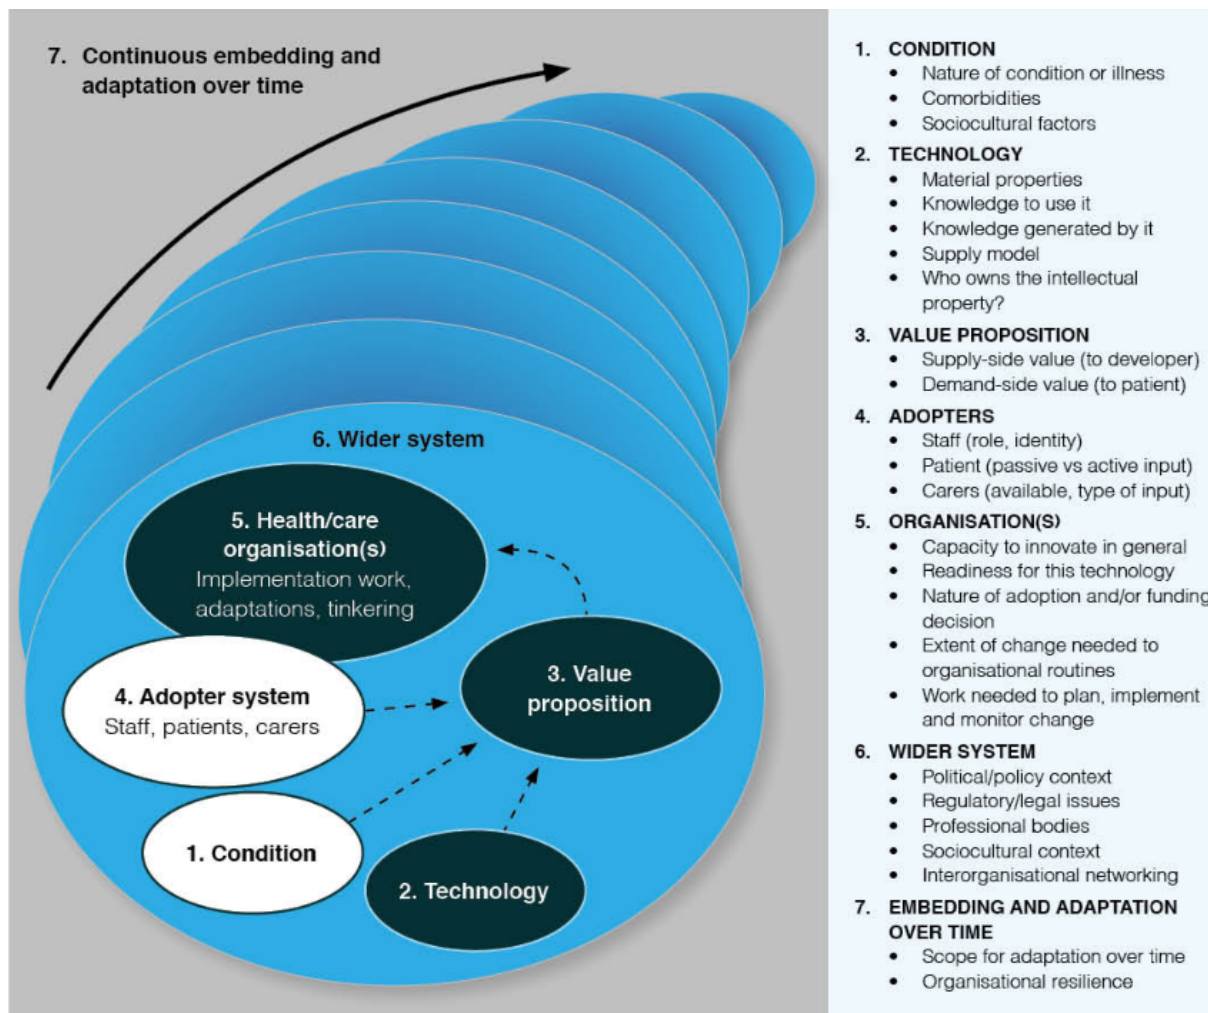 7. Continuous embedding and
adaptation over time
6. Wider system
5. Health/care
organisation(s)
Implementation work,
adaptations, tinkering
4. Adopter system
Staff, patients, carers
3. Value
proposition
1. Condition
2. Technology
1. CONDITION
• Nature of condition or illness
• Comorbidities
• Sociocultural factors
2. TECHNOLOGY
• Material properties
• Knowledge to use it
• Knowledge generated by it
• Supply model
• Who owns the intellectual
property?
3. VALUE PROPOSITION
• Supply-side value (to developer)
• Demand-side value (to patient)
4. ADOPTERS
• Staff (role, identity)
• Patient (passive vs active input)
• Carers (available, type of input)
5. ORGANISATION(S)
• Capacity to innovate in general
• Readiness for this technology
• Nature of adoption and/or funding
decision
• Extent of change needed to
organisational routines
• Work needed to plan, implement
and monitor change
6. WIDER SYSTEM
• Political/policy context
• Regulatory/legal issues
• Professional bodies
• Sociocultural context
• Interorganisational networking
7. EMBEDDING AND ADAPTATION
OVER TIME
• Scope for adaptation over time
• Organisational resilience